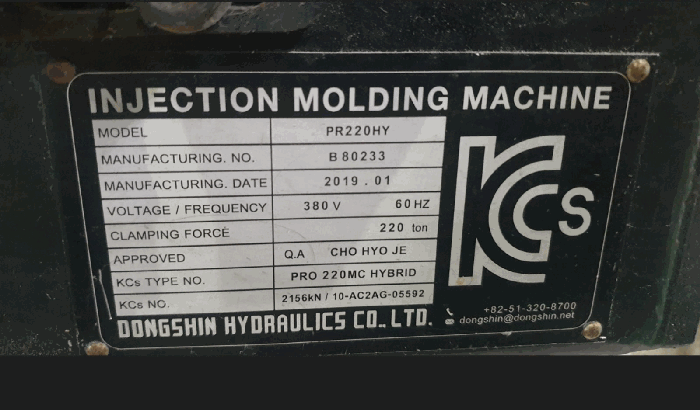 INJECTION MOLDING MACHINE
MODEL PR220HY
MANUFACTURING. NO. B 80233
MANUFACTURING. DATE 2019 . 01
VOLTAGE / FREQUENCY 380 V 60 HZ
CLAMPING FORCE 220 ton
APPROVED Q.A CHO HYO JE
KCs TYPE NO. PRO 220MC HYBRID
KCs NO. 2156kN / 10-AC2AG-05592
KCs
DONGSHIN HYDRAULICS CO., LTD.
+82-51-320-8700
dongshin@dongshin.net